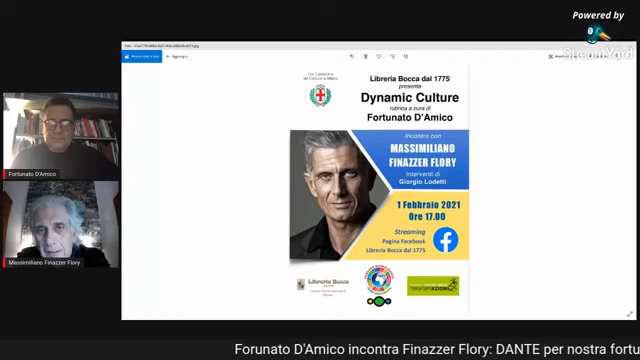 Powered by
StreamYard
Aggiungi a
Con il patrocinio
del Comune di Milano
Libreria Bocca dal 1775
presenta
Dynamic Culture
rubrica a cura di
Fortunato D'Amico
Incontro con
MASSIMILIANO
FINAZZER FLORY
Interventi di
Giorgio Lodetti
1 Febbraio 2021
Ore 17.00
Streaming
Pagina Facebook
Libreria Bocca dal 1775
Libreria Bocca
TRASFORMAZIONI
Fortunato D'Amico
Massimiliano Finazzer Flory
Forunato D'Amico incontra Finazzer Flory: DANTE per nostra fortu